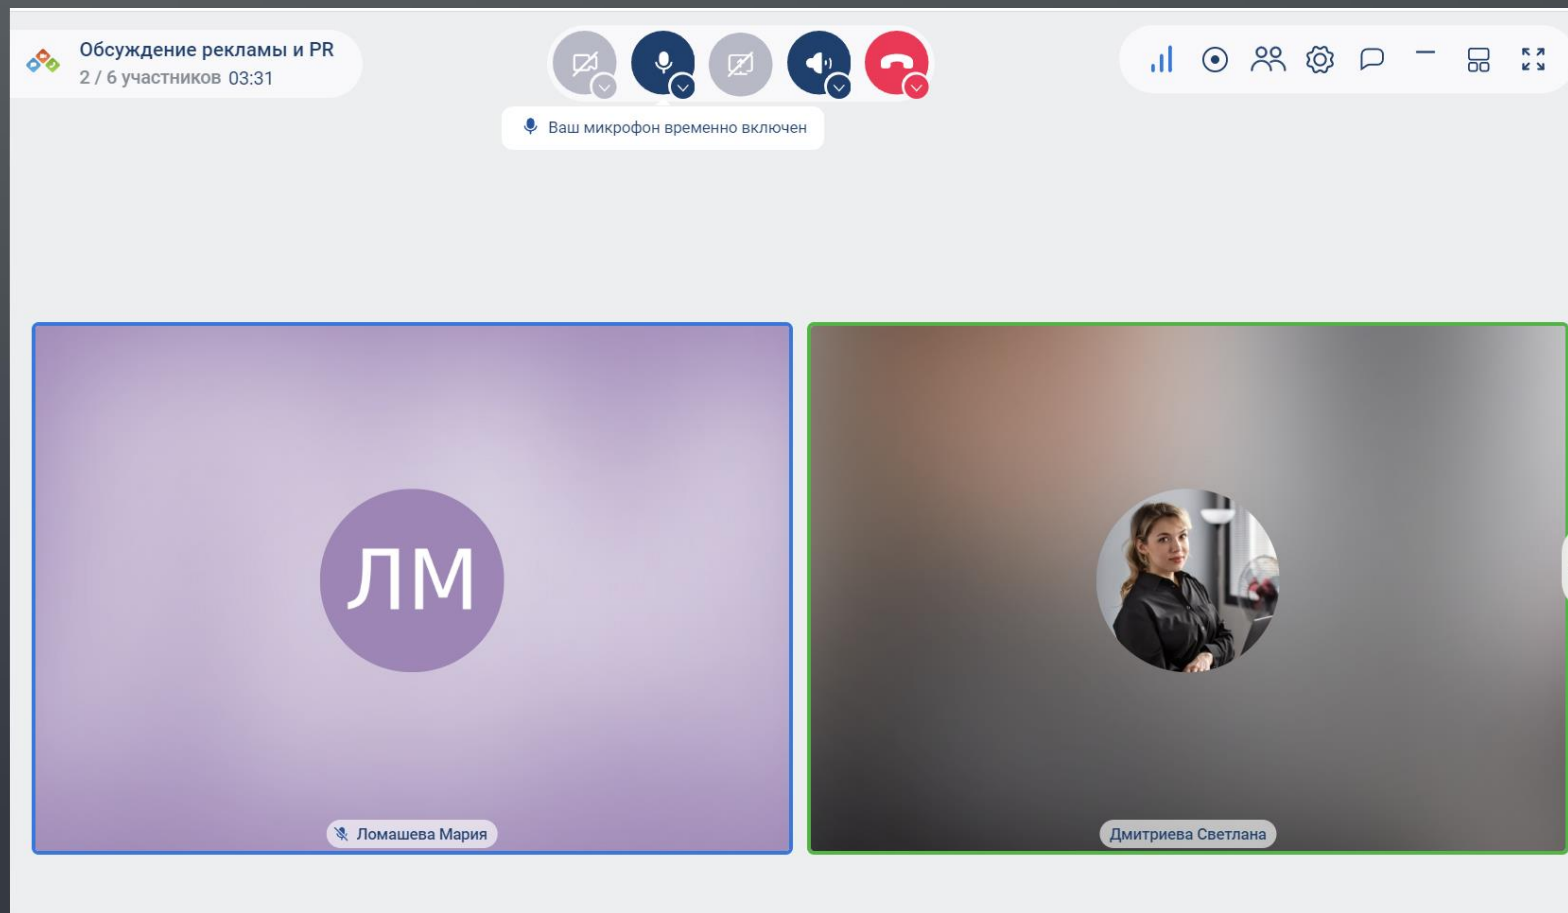 Обсуждение рекламы и PR
2 / 6 участников 03:31
Ваш микрофон временно включен
ЛМ
Ломашева Мария
Дмитриева Светлана